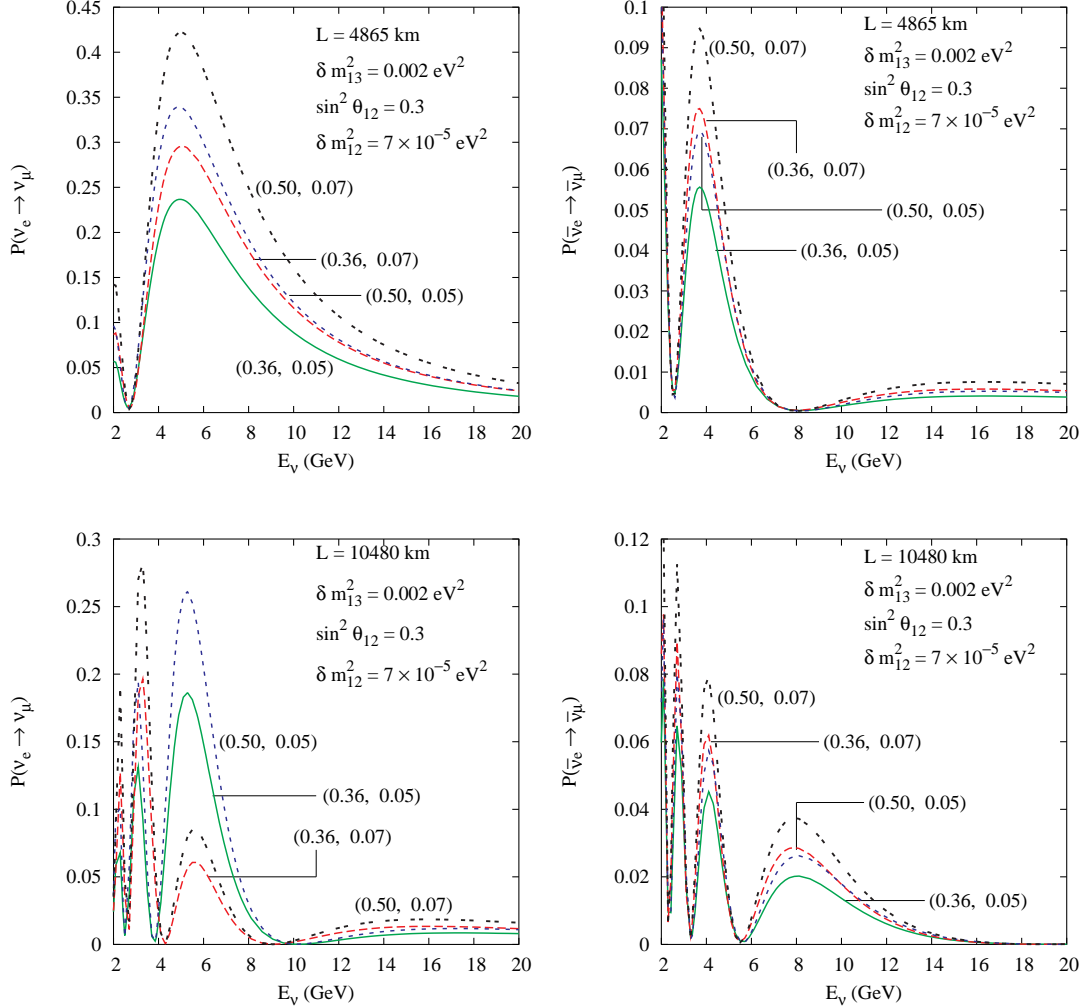 P(νe → νμ)
0.45
0.4
0.35
0.3
0.25
0.2
0.15
0.1
0.05
0
L = 4865 km
δ m²₁₃ = 0.002 eV²
sin² θ₁₂ = 0.3
δ m²₁₂ = 7 × 10⁻⁵ eV²
(0.50, 0.07)
(0.36, 0.07)
(0.50, 0.05)
(0.36, 0.05)
2 4 6 8 10 12 14 16 18 20
Eν (GeV)
P(ν̄e → ν̄μ)
0.1
0.09
0.08
0.07
0.06
0.05
0.04
0.03
0.02
0.01
0
L = 4865 km
(0.50, 0.07)
δ m²₁₃ = 0.002 eV²
sin² θ₁₂ = 0.3
δ m²₁₂ = 7 × 10⁻⁵ eV²
(0.36, 0.07)
(0.50, 0.05)
(0.36, 0.05)
2 4 6 8 10 12 14 16 18 20
Eν (GeV)
P(νe → νμ)
0.3
0.25
0.2
0.15
0.1
0.05
0
L = 10480 km
δ m²₁₃ = 0.002 eV²
sin² θ₁₂ = 0.3
δ m²₁₂ = 7 × 10⁻⁵ eV²
(0.50, 0.05)
(0.36, 0.05)
(0.36, 0.07)
(0.50, 0.07)
2 4 6 8 10 12 14 16 18 20
Eν (GeV)
P(ν̄e → ν̄μ)
0.12
0.1
0.08
0.06
0.04
0.02
0
L = 10480 km
δ m²₁₃ = 0.002 eV²
sin² θ₁₂ = 0.3
δ m²₁₂ = 7 × 10⁻⁵ eV²
(0.50, 0.07)
(0.36, 0.07)
(0.50, 0.05)
(0.36, 0.05)
2 4 6 8 10 12 14 16 18 20
Eν (GeV)